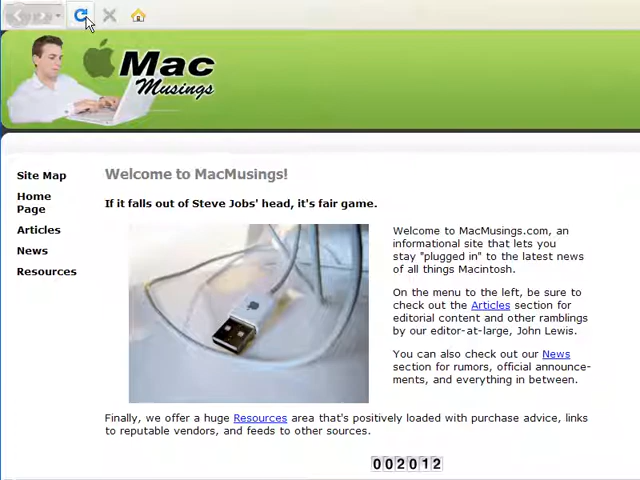 Mac
Musings
Site Map
Home
Page
Articles
News
Resources
Welcome to MacMusings!
If it falls out of Steve Jobs' head, it's fair game.
Welcome to MacMusings.com, an
informational site that lets you
stay "plugged in" to the latest news
of all things Macintosh.
On the menu to the left, be sure to
check out the Articles section for
editorial content and other ramblings
by our editor-at-large, John Lewis.
You can also check out our News
section for rumors, official announce-
ments, and everything in between.
Finally, we offer a huge Resources area that's positively loaded with purchase advice, links
to reputable vendors, and feeds to other sources.
002012